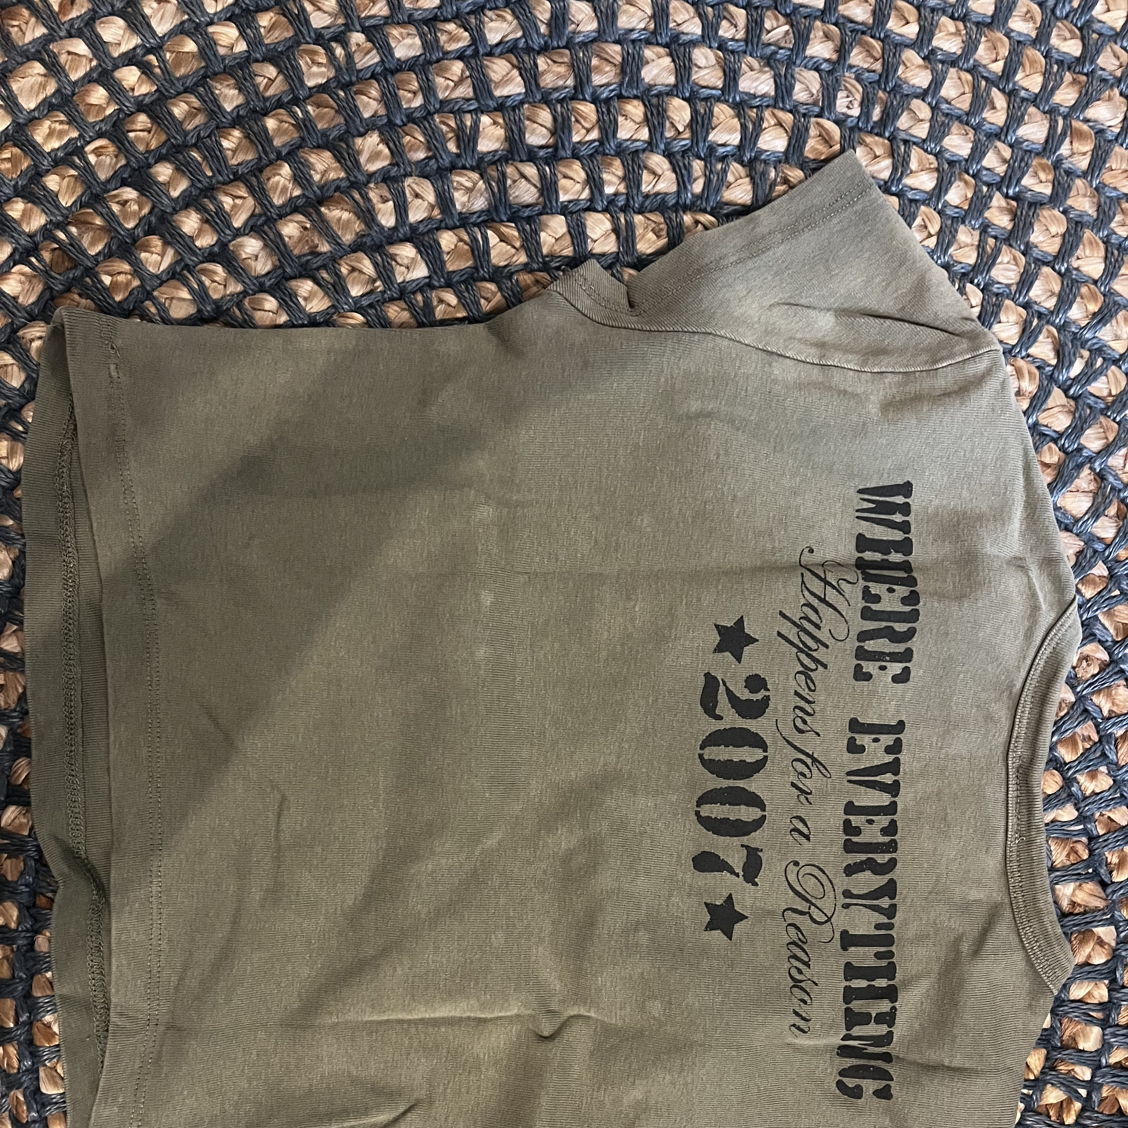 WHERE EVERYTHING
Happens for a Reason
★2007★